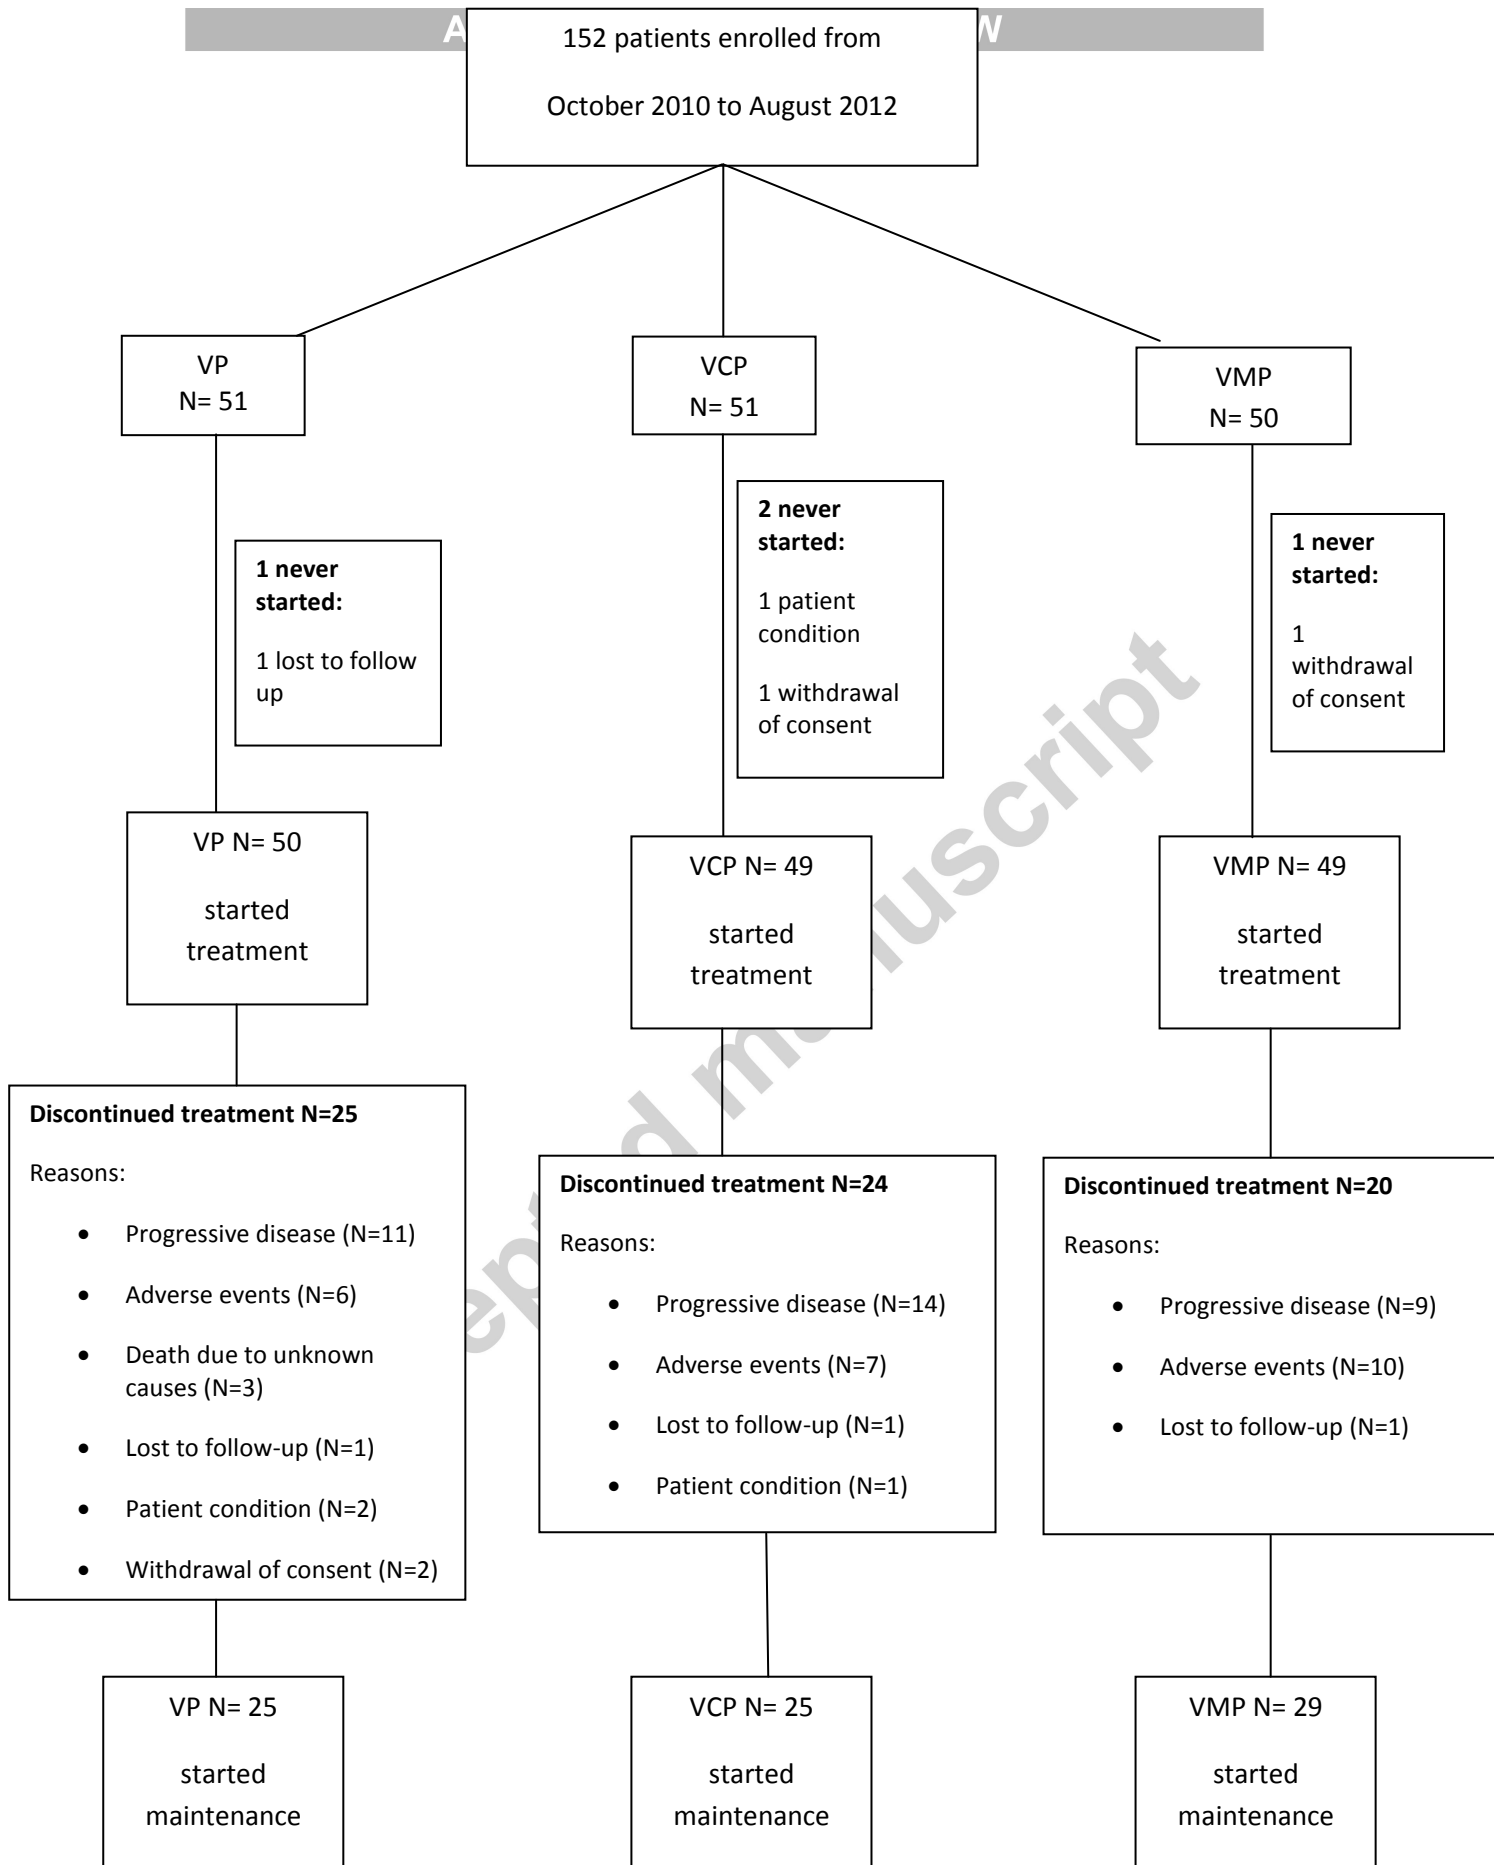 152 patients enrolled from
October 2010 to August 2012
VP
N= 51
VCP
N= 51
VMP
N= 50
1 never
started:
1 lost to follow
up
2 never
started:
1 patient
condition
1 withdrawal
of consent
1 never
started:
1
withdrawal
of consent
VP N= 50
started
treatment
VCP N= 49
started
treatment
VMP N= 49
started
treatment
Discontinued treatment N=25
Reasons:
• Progressive disease (N=11)
• Adverse events (N=6)
• Death due to unknown
causes (N=3)
• Lost to follow-up (N=1)
• Patient condition (N=2)
• Withdrawal of consent (N=2)
Discontinued treatment N=24
Reasons:
• Progressive disease (N=14)
• Adverse events (N=7)
• Lost to follow-up (N=1)
• Patient condition (N=1)
Discontinued treatment N=20
Reasons:
• Progressive disease (N=9)
• Adverse events (N=10)
• Lost to follow-up (N=1)
VP N= 25
started
maintenance
VCP N= 25
started
maintenance
VMP N= 29
started
maintenance